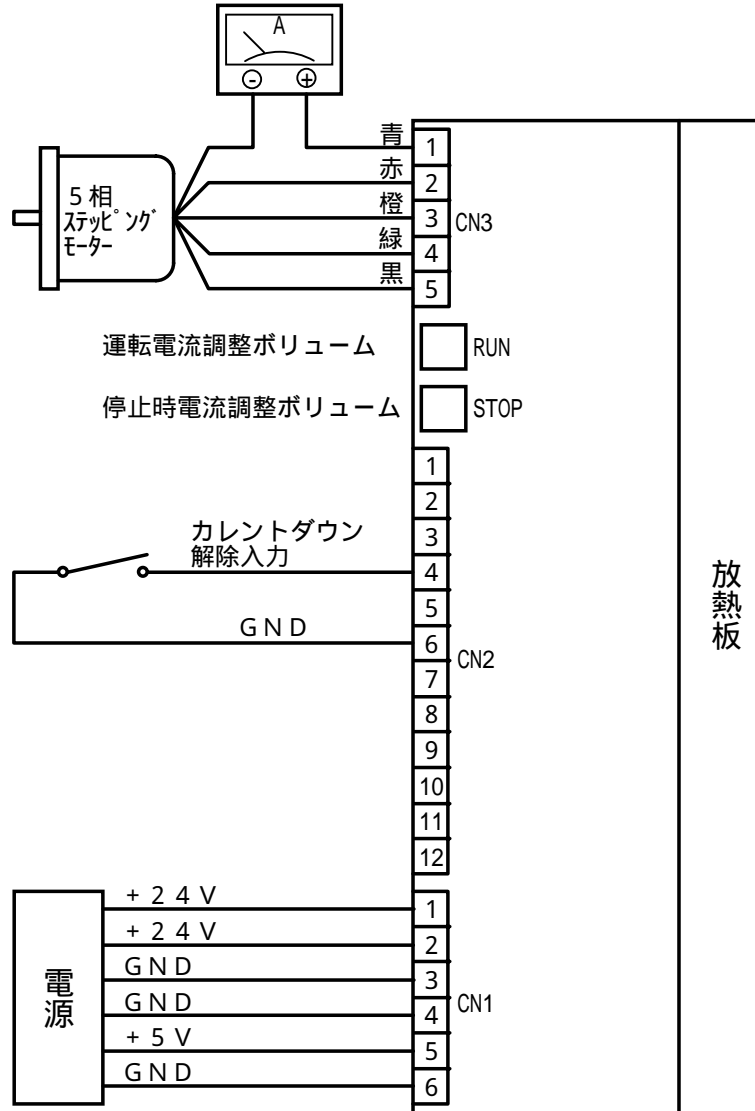 A
- +
青
1
赤
2
橙
3
CN3
緑
4
黒
5
5相
ステッピング
モーター
運転電流調整ボリューム
RUN
停止時電流調整ボリューム
STOP
1
2
3
カレントダウン
解除入力
4
5
GND
6
CN2
7
8
9
10
11
12
放熱板
電源
+24V
1
+24V
2
GND
3
GND
4
CN1
+5V
5
GND
6